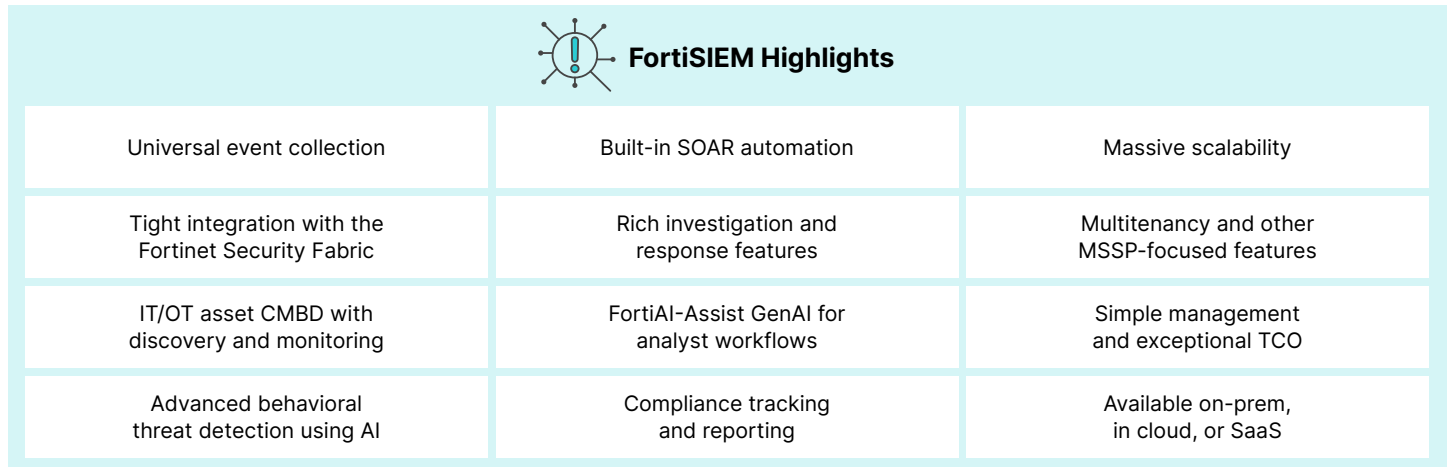 FortiSIEM Highlights
Universal event collection
Built-in SOAR automation
Massive scalability
Tight integration with the
Fortinet Security Fabric
Rich investigation and
response features
Multitenancy and other
MSSP-focused features
IT/OT asset CMBD with
discovery and monitoring
FortiAI-Assist GenAI for
analyst workflows
Simple management
and exceptional TCO
Advanced behavioral
threat detection using AI
Compliance tracking
and reporting
Available on-prem,
in cloud, or SaaS